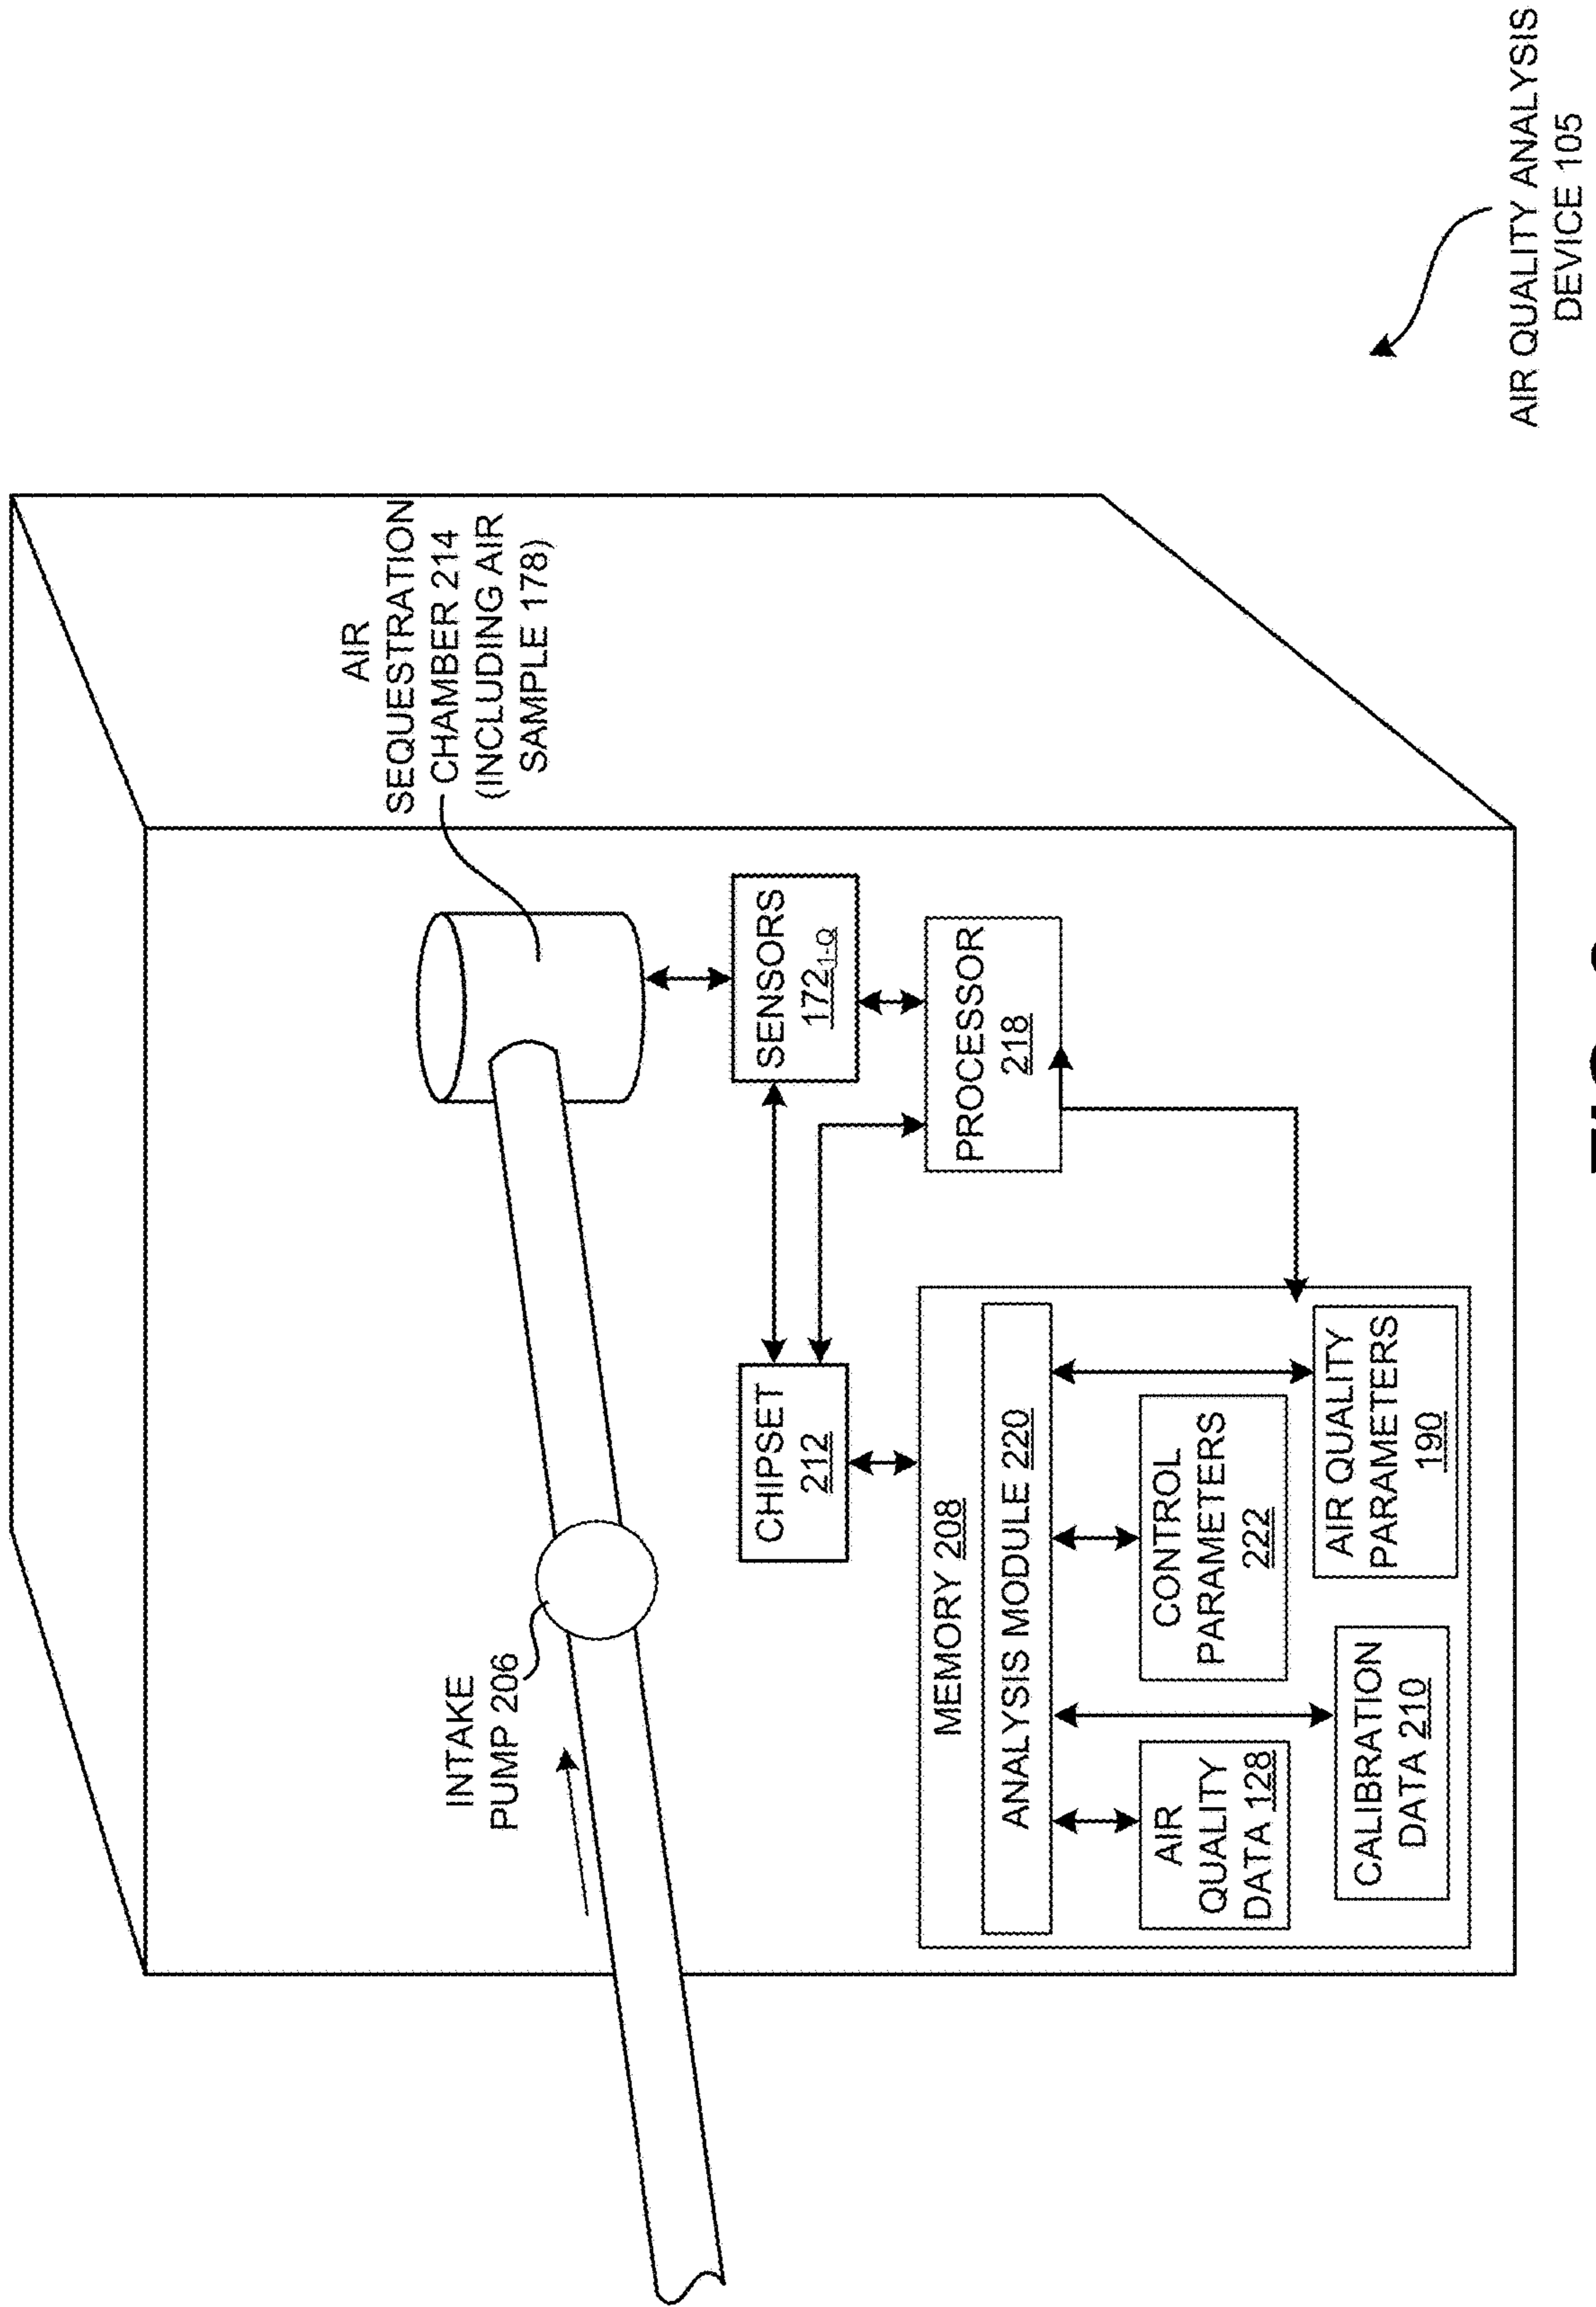 AIR
SEQUESTRATION
CHAMBER 214
(INCLUDING AIR
SAMPLE 178)
INTAKE
PUMP 206
SENSORS
172₁₋Q
CHIPSET
212
PROCESSOR
218
MEMORY 208
ANALYSIS MODULE 220
AIR
QUALITY
DATA 128
CONTROL
PARAMETERS
222
CALIBRATION
DATA 210
AIR QUALITY
PARAMETERS
190
AIR QUALITY ANALYSIS
DEVICE 105